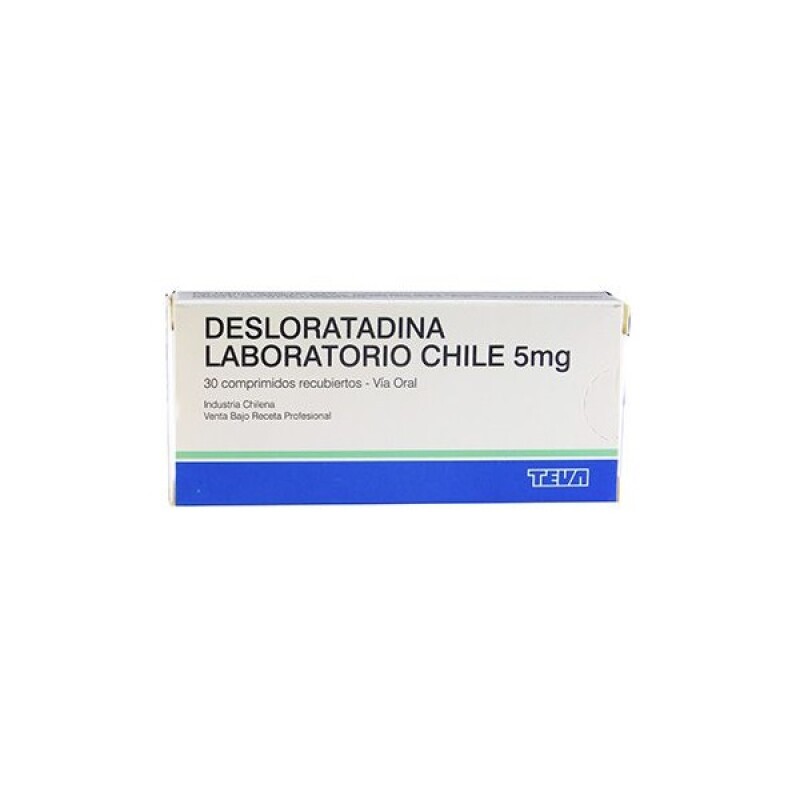 DESLORATADINA
LABORATORIO CHILE 5mg
30 comprimidos recubiertos - Vía Oral
Industria Chilena
Venta Bajo Receta Profesional
TEVA